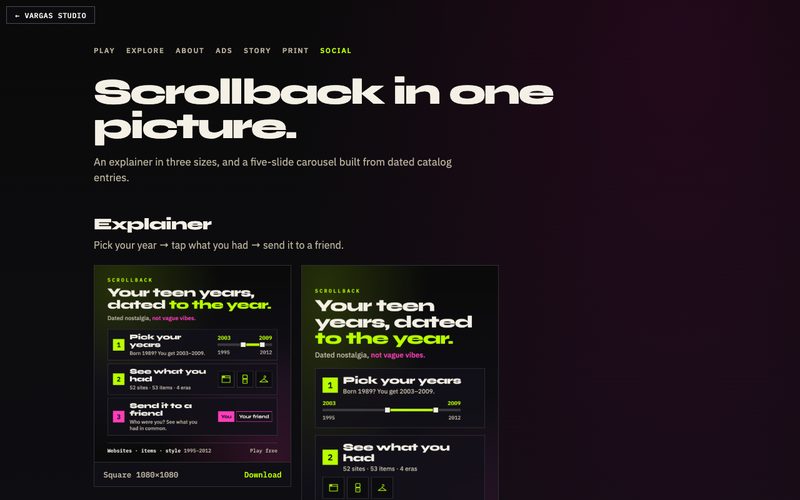 ← VARGAS STUDIO
PLAY EXPLORE ABOUT ADS STORY PRINT SOCIAL
Scrollback in one
picture.
An explainer in three sizes, and a five-slide carousel built from dated catalog
entries.
Explainer
Pick your year → tap what you had → send it to a friend.
SCROLLBACK
Your teen years,
dated to the year.
Dated nostalgia, not vague vibes.
1
Pick your
years
Born 1989? You get 2003–2009.
2003 2009
1995 2012
2
See what you
had
52 sites · 53 items · 4 eras
3
Send it to a
friend
Who were you? See what you
had in common.
You Your friend
Websites · items · style 1995–2012 Play free
Square 1080×1080 Download
SCROLLBACK
Your teen
years, dated
to the year.
Dated nostalgia, not vague vibes.
1
Pick your years
Born 1989? You get 2003–2009.
2003 2009
1995 2012
2
See what you
had
52 sites · 53 items · 4 eras